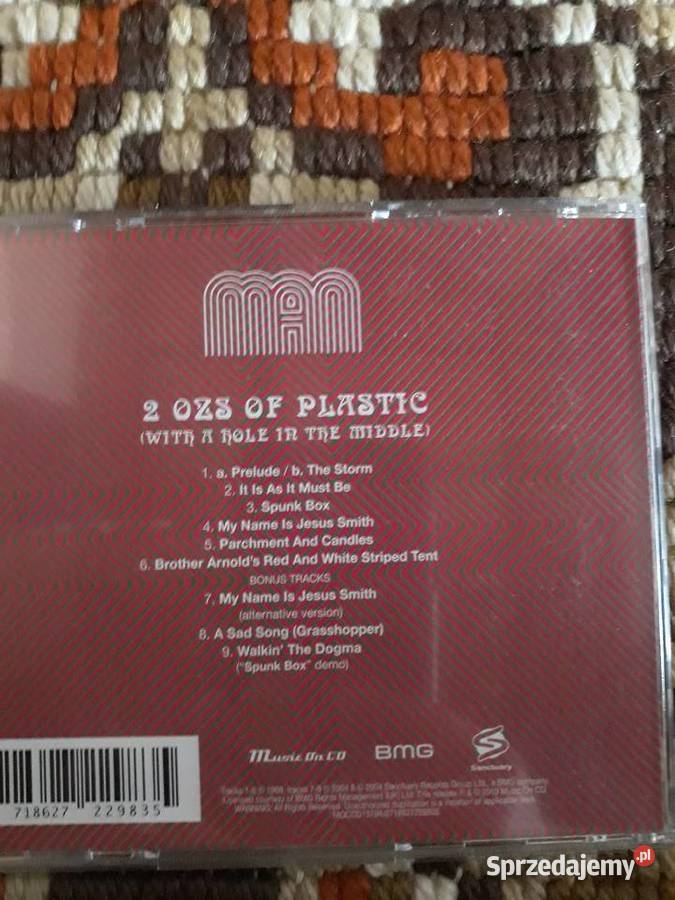 MAN
2 OZS OF PLASTIC
(WITH A HOLE IN THE MIDDLE)
1. a. Prelude / b. The Storm
2. It Is As It Must Be
3. Spunk Box
4. My Name Is Jesus Smith
5. Parchment And Candles
6. Brother Arnold's Red And White Striped Tent
BONUS TRACKS
7. My Name Is Jesus Smith
(alternative version)
8. A Sad Song (Grasshopper)
9. Walkin' The Dogma
("Spunk Box" demo)
Music On CD BMG Sanctuary
718627 229835
Sprzedajemy.pl